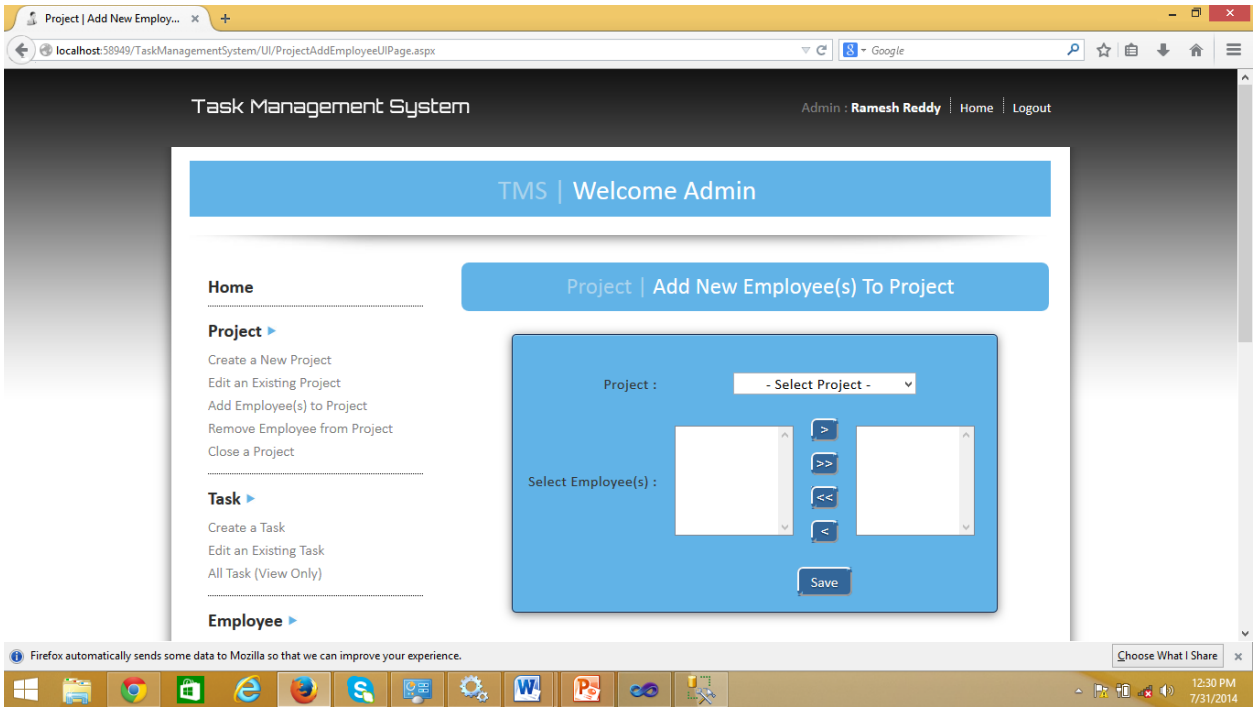 Project | Add New Employ...
localhost:58949/TaskManagementSystem/UI/ProjectAddEmployeeUIPage.aspx
Google
Task Management System
Admin : Ramesh Reddy
Home
Logout
TMS | Welcome Admin
Home
Project
Create a New Project
Edit an Existing Project
Add Employee(s) to Project
Remove Employee from Project
Close a Project
Task
Create a Task
Edit an Existing Task
All Task (View Only)
Employee
Project | Add New Employee(s) To Project
Project :
- Select Project -
Select Employee(s) :
>
>>
<<
<
Save
Firefox automatically sends some data to Mozilla so that we can improve your experience.
Choose What I Share
12:30 PM
7/31/2014